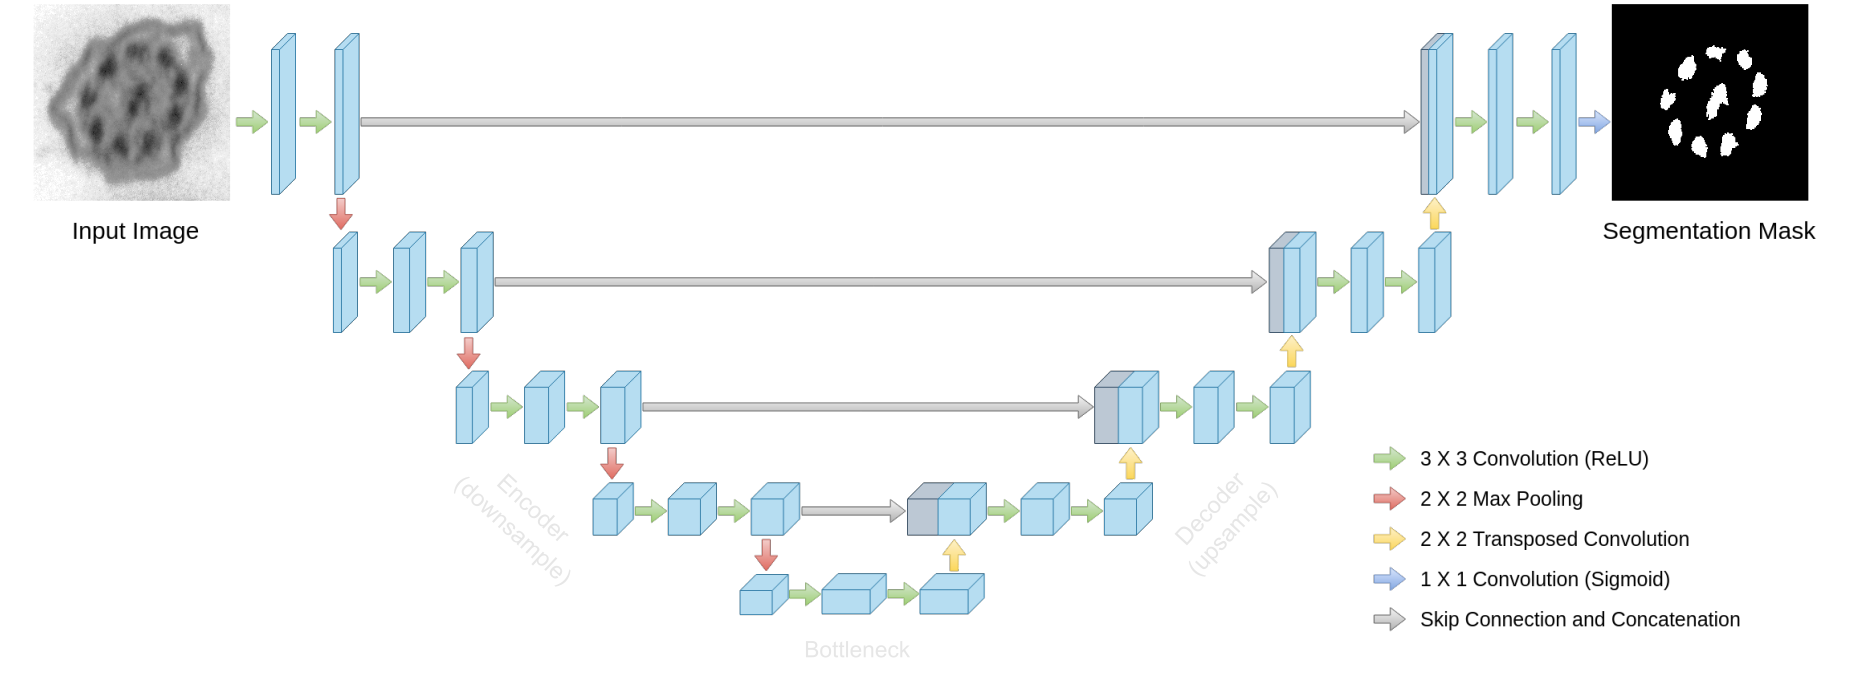 Input Image
Segmentation Mask
Encoder
(downsample)
Decoder
(upsample)
Bottleneck
3 X 3 Convolution (ReLU)
2 X 2 Max Pooling
2 X 2 Transposed Convolution
1 X 1 Convolution (Sigmoid)
Skip Connection and Concatenation